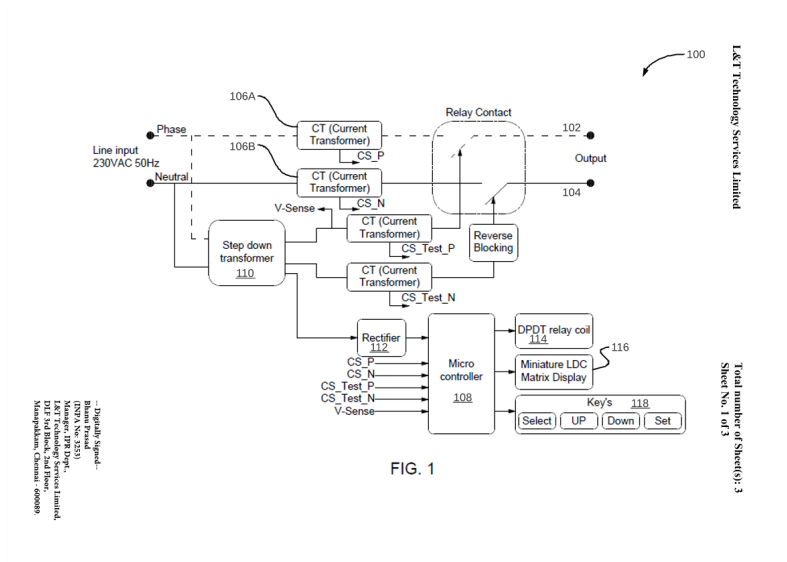 L&T Technology Services Limited
100
106A
Relay Contact
CT (Current
Transformer)
Phase
102
CS_P
Line input
230VAC 50Hz
106B
Output
CT (Current
Transformer)
Neutral
104
CS_N
V-Sense
CT (Current
Transformer)
CS_Test_P
Reverse
Blocking
Step down
transformer
110
CT (Current
Transformer)
CS_Test_N
Rectifier
112
DPDT relay coil
114
116
CS_P
CS_N
CS_Test_P
CS_Test_N
V-Sense
Micro
controller
108
Miniature LDC
Matrix Display
Key's 118
Select UP Down Set
FIG. 1
Total number of Sheet(s): 3
Sheet No. 1 of 3
-- Digitally Signed--
Bhanu Prasad
(INPA No: 3253)
Manager, IPR Dept.,
L&T Technology Services Limited,
DLF 3rd Block, 2nd Floor,
Manapakkam, Chennai - 600089.